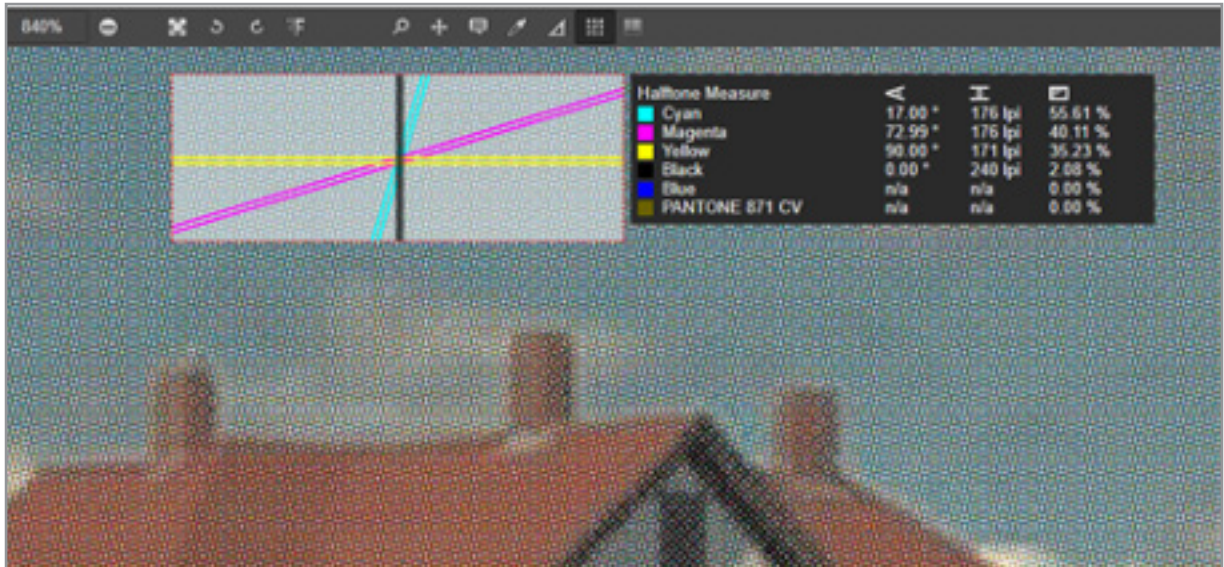 840%
Halftone Measure
Cyan 17.00 ° 176 lpi 55.61 %
Magenta 72.99 ° 176 lpi 40.11 %
Yellow 90.00 ° 171 lpi 35.23 %
Black 0.00 ° 240 lpi 2.08 %
Blue n/a n/a 0.00 %
PANTONE 871 CV n/a n/a 0.00 %